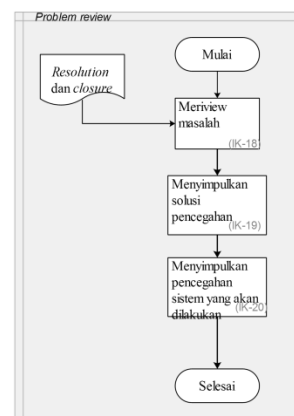 Problem review
Mulai
Resolution
dan closure
Meriview
masalah
(IK-18)
Menyimpulkan
solusi
pencegahan
(IK-19)
Menyimpulkan
pencegahan
sistem yang akan
dilakukan
(IK-20)
Selesai